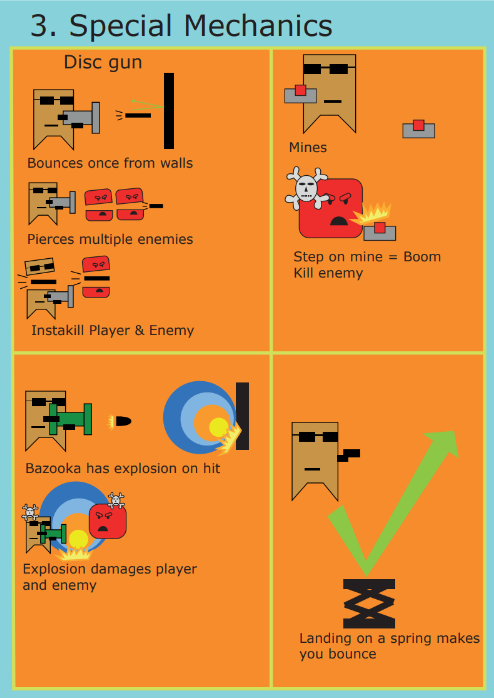 3. Special Mechanics
Disc gun
Bounces once from walls
Pierces multiple enemies
Instakill Player & Enemy
Mines
Step on mine = Boom
Kill enemy
Bazooka has explosion on hit
Explosion damages player
and enemy
Landing on a spring makes
you bounce